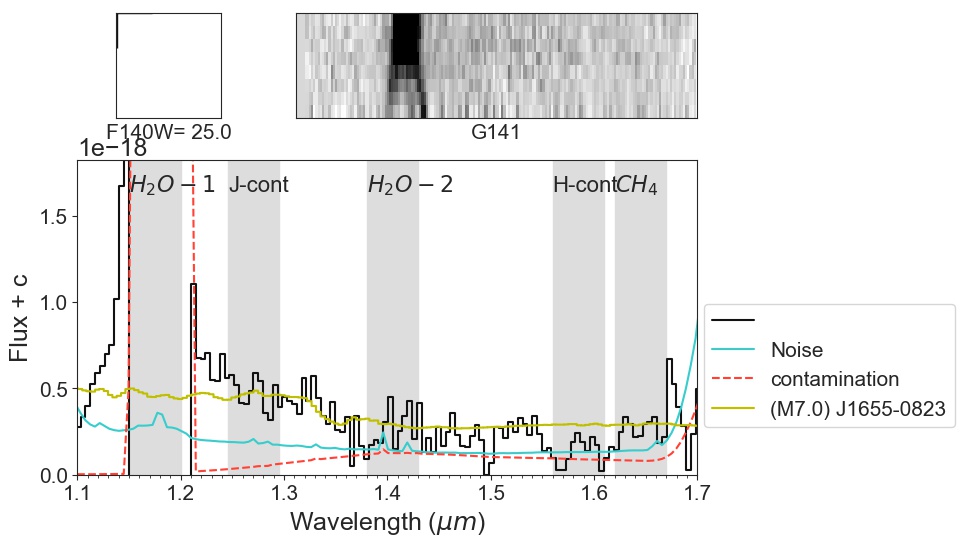 F140W= 25.0
G141
1e−18
H₂O − 1 J-cont H₂O − 2 H-cont CH₄
1.5
1.0
0.5
0.0
Flux + c
1.1 1.2 1.3 1.4 1.5 1.6 1.7
Wavelength (μm)
Noise
contamination
(M7.0) J1655-0823